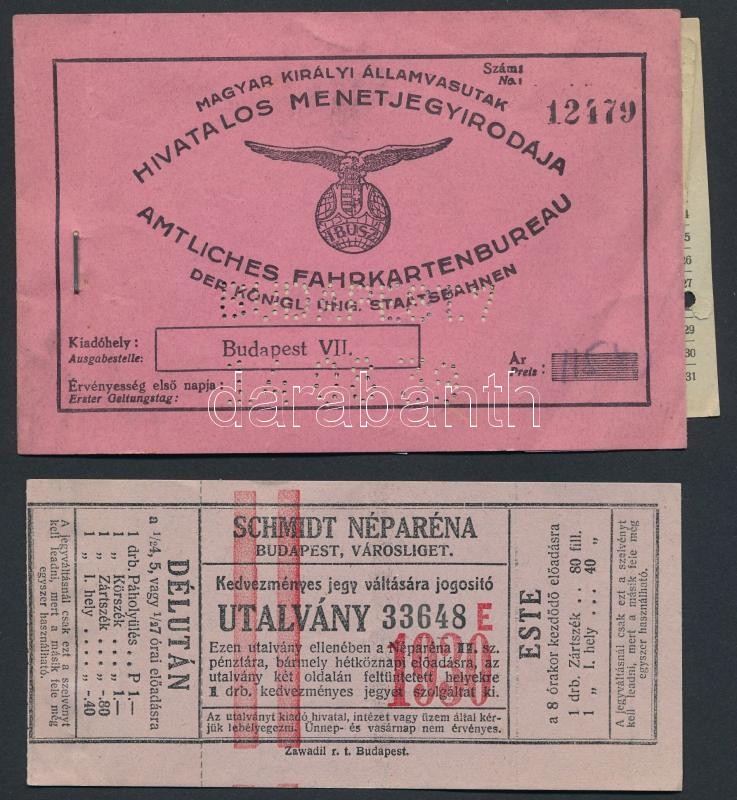 MAGYAR KIRÁLYI ÁLLAMVASUTAK
HIVATALOS MENETJEGYIRODÁJA
Szám:
No.:
12479
IBUSZ
AMTLICHES FAHRKARTENBUREAU
DER KÖNIGL. UNG. STAATSBAHNEN
Kiadóhely:
Ausgabestelle:
Budapest VII.
Ár
Preis:
Érvényesség első napja:
Erster Geltungstag:
25
26
27
29
30
31
darabanth
A jegyváltásnál csak ezt a szelvényt
kell leadni, mert a másik fele még
egyszer használható.
DÉLUTÁN
a 1/24, 5, vagy 1/27 órai előadásra
1 drb. Páholyülés . . P 1.—
1 „ Körszék . . . . „ 1.—
1 „ Zártszék . . . . „ -.80
1 „ I. hely . . . . . „ -.40
SCHMIDT NÉPARÉNA
BUDAPEST, VÁROSLIGET.
Kedvezményes jegy váltására jogosító
UTALVÁNY 33648 E
1930
Ezen utalvány ellenében a Néparéna II. sz.
pénztára, bármely hétköznapi előadásra, az
utalvány két oldalán feltüntetett helyekre
1 drb. kedvezményes jegyet szolgáltat ki.
Az utalványt kiadó hivatal, intézet vagy üzem által kér-
jük lebélyegezni. Ünnep- és vasárnap nem érvényes.
Zawadil r. t. Budapest.
ESTE
a 8 órakor kezdődő előadásra
1 drb. Zártszék . . . 80 fill.
1 „ I. hely . . . . 40 „
A jegyváltásnál csak ezt a szelvényt
kell leadni, mert a másik fele még
egyszer használható.